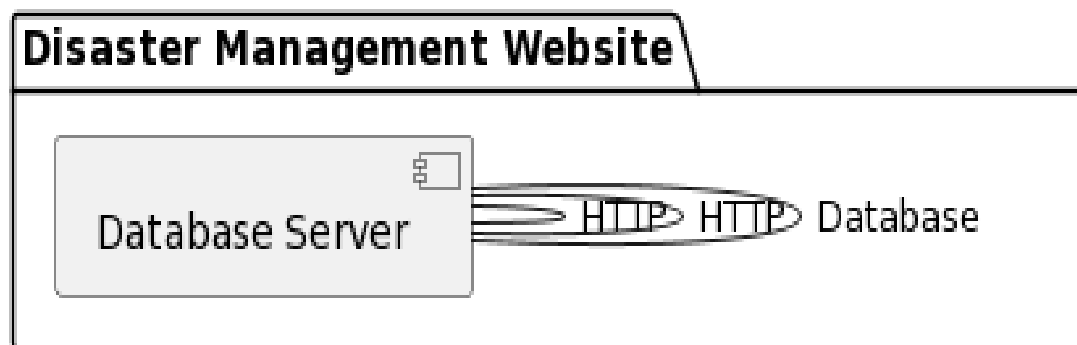 Disaster Management Website
Database Server
HTTP HTTP Database